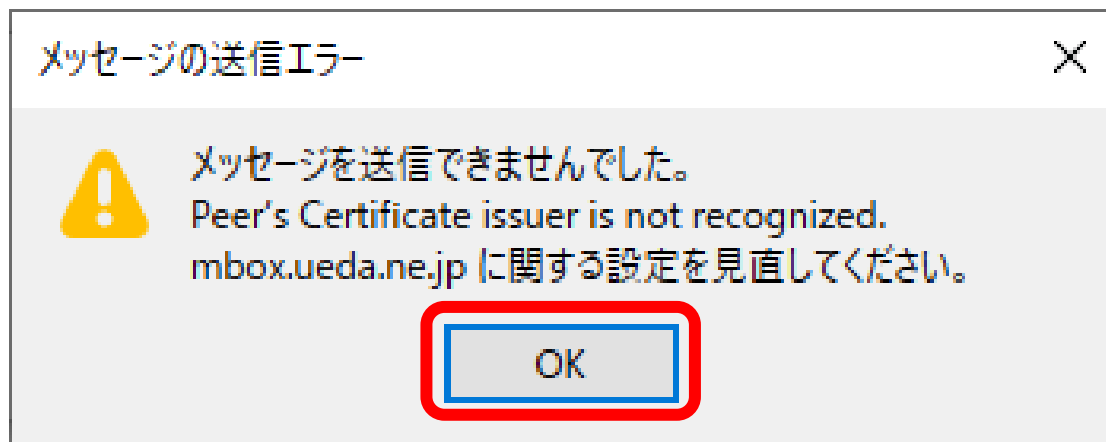 メッセージの送信エラー
メッセージを送信できませんでした。
Peer's Certificate issuer is not recognized.
mbox.ueda.ne.jp に関する設定を見直してください。
OK